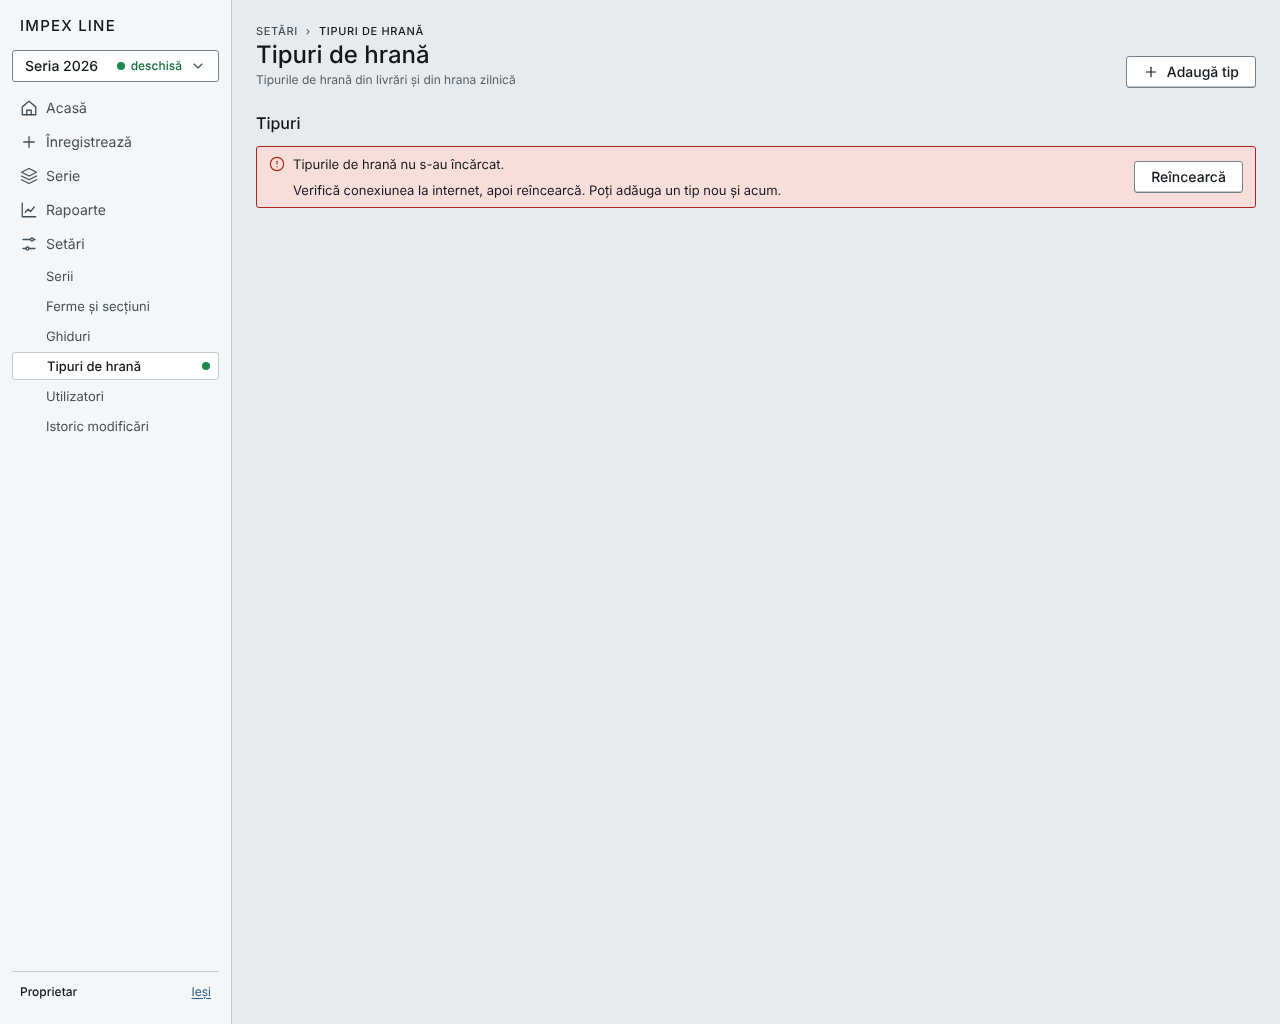 IMPEX LINE
Seria 2026 deschisă
Acasă
Înregistrează
Serie
Rapoarte
Setări
Serii
Ferme și secțiuni
Ghiduri
Tipuri de hrană
Utilizatori
Istoric modificări
Proprietar Ieși
SETĂRI › TIPURI DE HRANĂ
Tipuri de hrană
Tipurile de hrană din livrări și din hrana zilnică
Adaugă tip
Tipuri
Tipurile de hrană nu s-au încărcat.
Verifică conexiunea la internet, apoi reîncearcă. Poți adăuga un tip nou și acum.
Reîncearcă